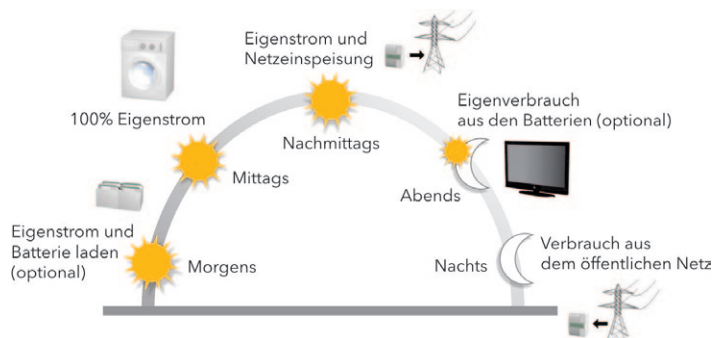 Eigenstrom und
Netzeinspeisung
100% Eigenstrom
Nachmittags
Eigenverbrauch
aus den Batterien (optional)
Mittags
Abends
Eigenstrom und
Batterie laden
(optional)
Morgens
Nachts
Verbrauch aus
dem öffentlichen Netz